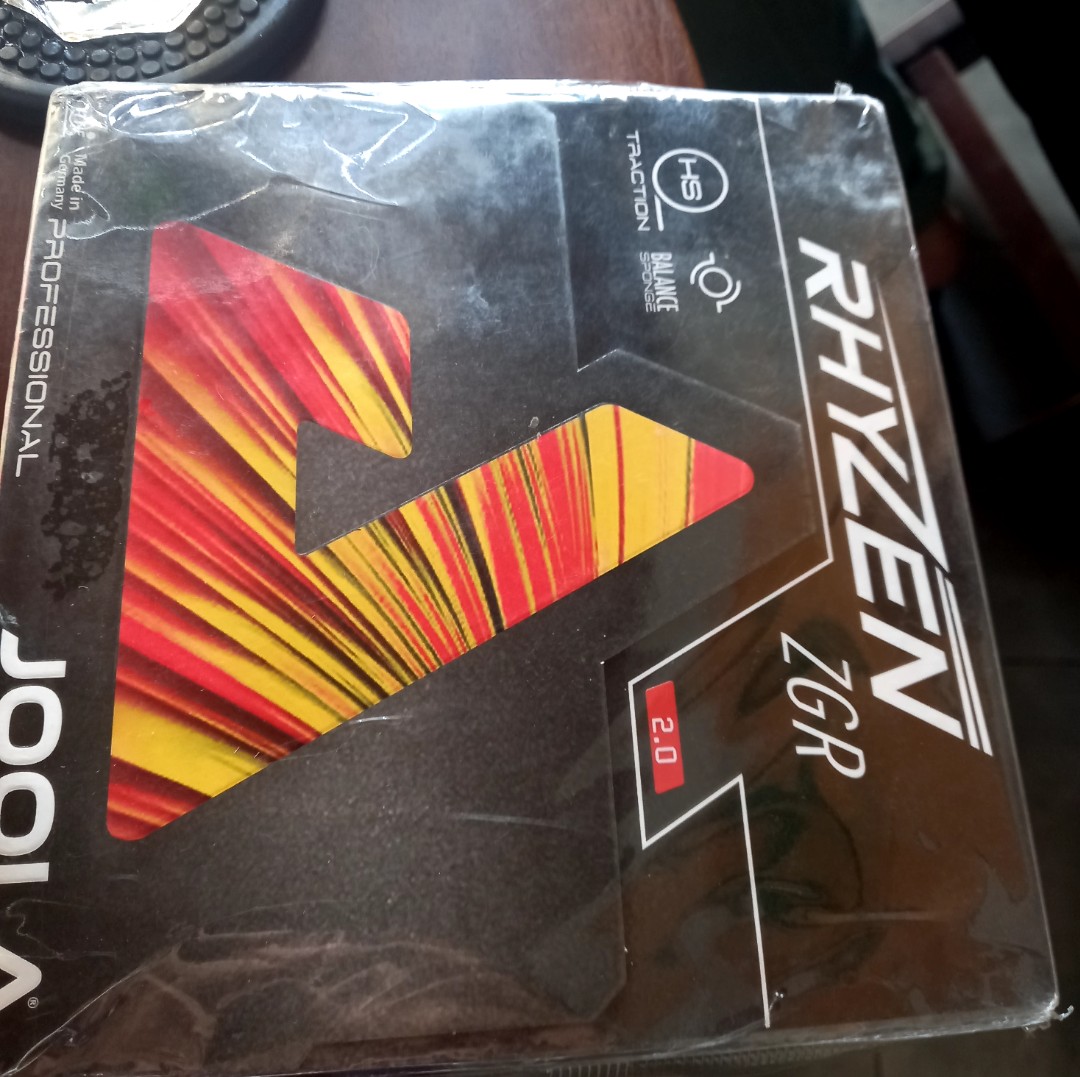 RHYZEN
ZGR
HS
TRACTION
BALANCE
SPONGE
2.0
Made in
Germany
PROFESSIONAL
JOOLA®